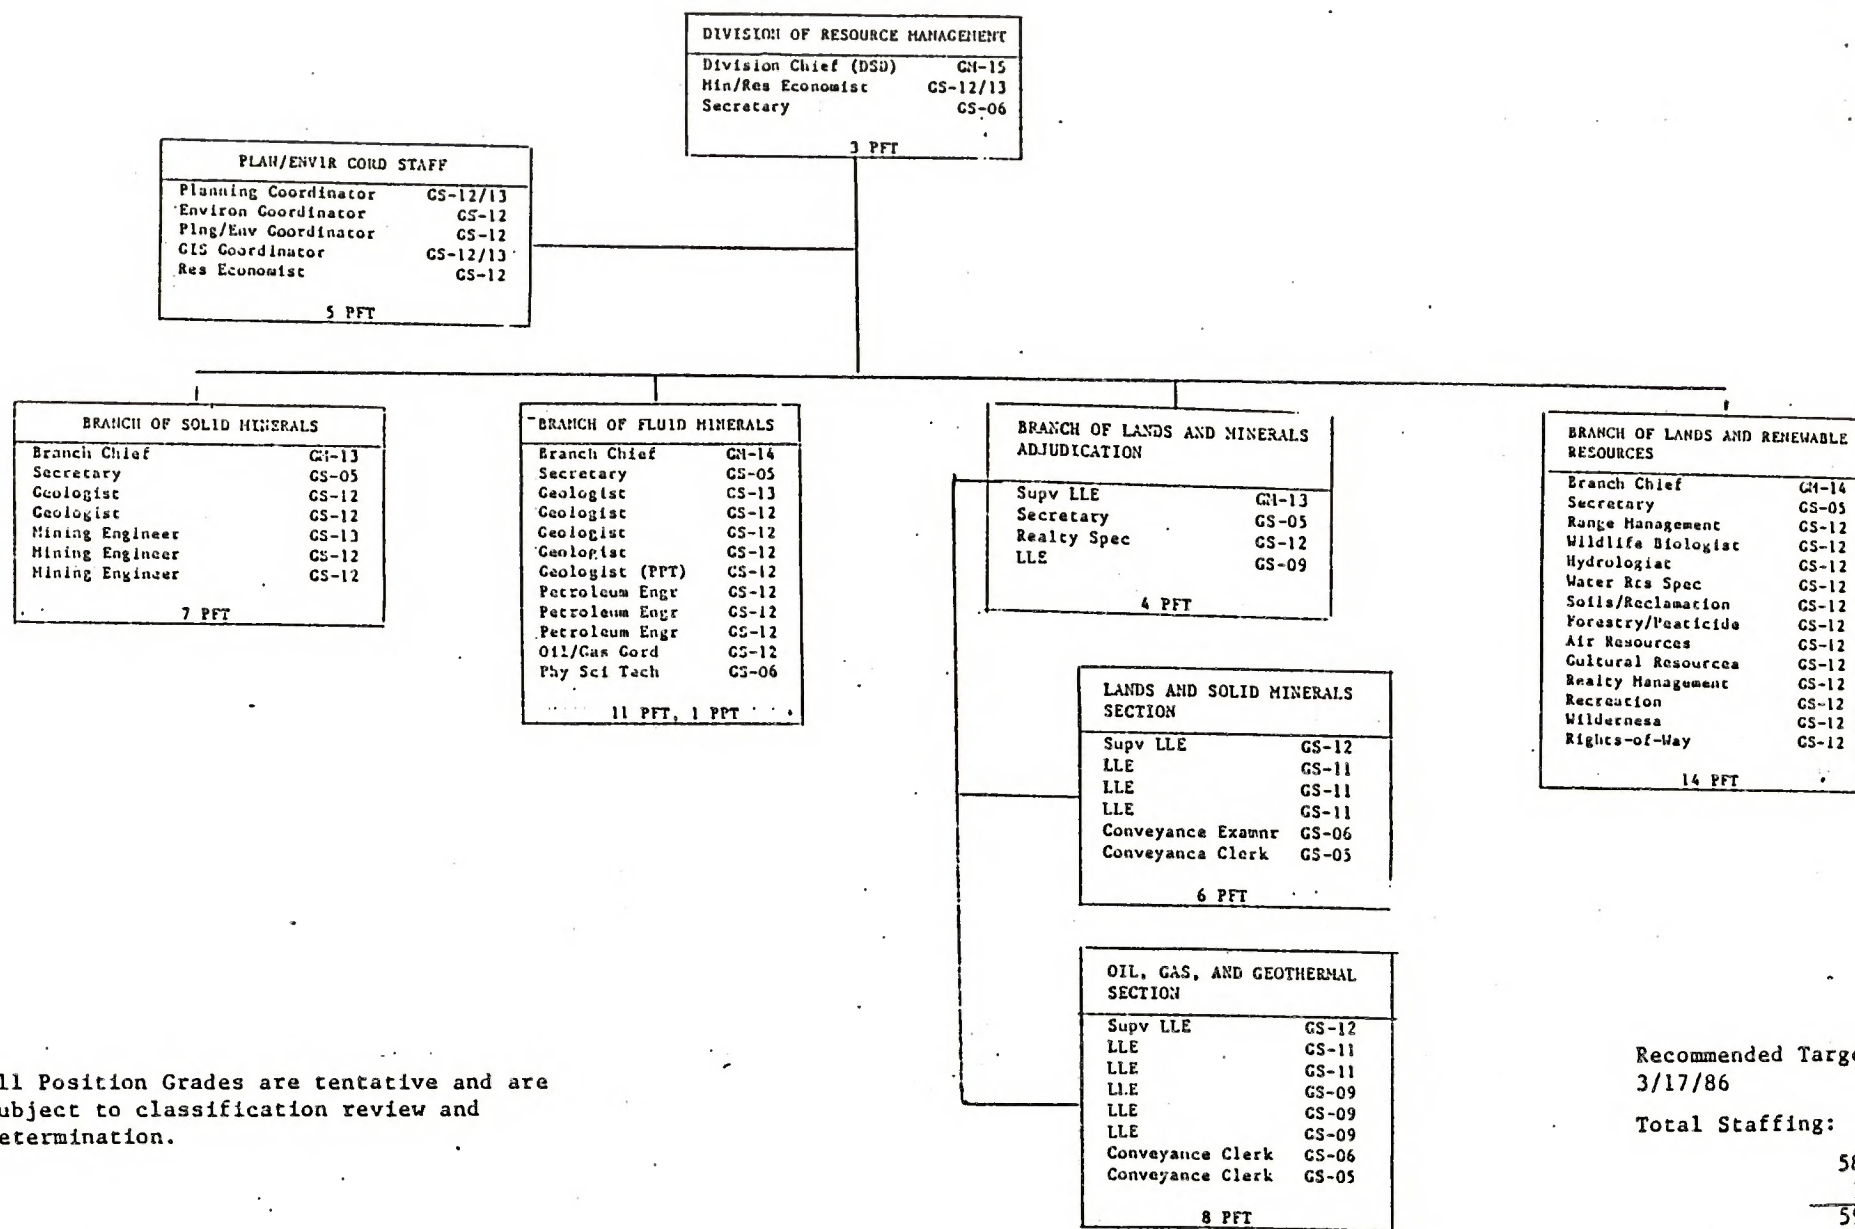 DIVISION OF RESOURCE MANAGEMENT
Division Chief (DSD) GM-15
Min/Res Economist GS-12/13
Secretary GS-06
3 PFT
PLAN/ENVIR CORD STAFF
Planning Coordinator GS-12/13
Environ Coordinator GS-12
Plng/Env Coordinator GS-12
GIS Coordinator GS-12/13
Res Economist GS-12
5 PFT
BRANCH OF SOLID MINERALS
Branch Chief GM-13
Secretary GS-05
Geologist GS-12
Geologist GS-12
Mining Engineer GS-13
Mining Engineer GS-12
Mining Engineer GS-12
7 PFT
BRANCH OF FLUID MINERALS
Branch Chief GM-14
Secretary GS-05
Geologist GS-13
Geologist GS-12
Geologist GS-12
Geologist GS-12
Geologist (PPT) GS-12
Petroleum Engr GS-12
Petroleum Engr GS-12
Petroleum Engr GS-12
Oil/Gas Cord GS-12
Phy Sci Tech GS-06
11 PFT, 1 PPT
BRANCH OF LANDS AND MINERALS
ADJUDICATION
Supv LLE GM-13
Secretary GS-05
Realty Spec GS-12
LLE GS-09
4 PFT
LANDS AND SOLID MINERALS
SECTION
Supv LLE GS-12
LLE GS-11
LLE GS-11
LLE GS-11
Conveyance Examnr GS-06
Conveyance Clerk GS-05
6 PFT
OIL, GAS, AND GEOTHERMAL
SECTION
Supv LLE GS-12
LLE GS-11
LLE GS-11
LLE GS-09
LLE GS-09
LLE GS-09
Conveyance Clerk GS-06
Conveyance Clerk GS-05
8 PFT
BRANCH OF LANDS AND RENEWABLE
RESOURCES
Branch Chief GM-14
Secretary GS-05
Range Management GS-12
Wildlife Biologist GS-12
Hydrologist GS-12
Water Res Spec GS-12
Soils/Reclamation GS-12
Forestry/Pesticide GS-12
Air Resources GS-12
Cultural Resources GS-12
Realty Management GS-12
Recreation GS-12
Wilderness GS-12
Rights-of-Way GS-12
14 PFT
ll Position Grades are tentative and are
ubject to classification review and
etermination.
Recommended Targe
3/17/86
Total Staffing:
58
59